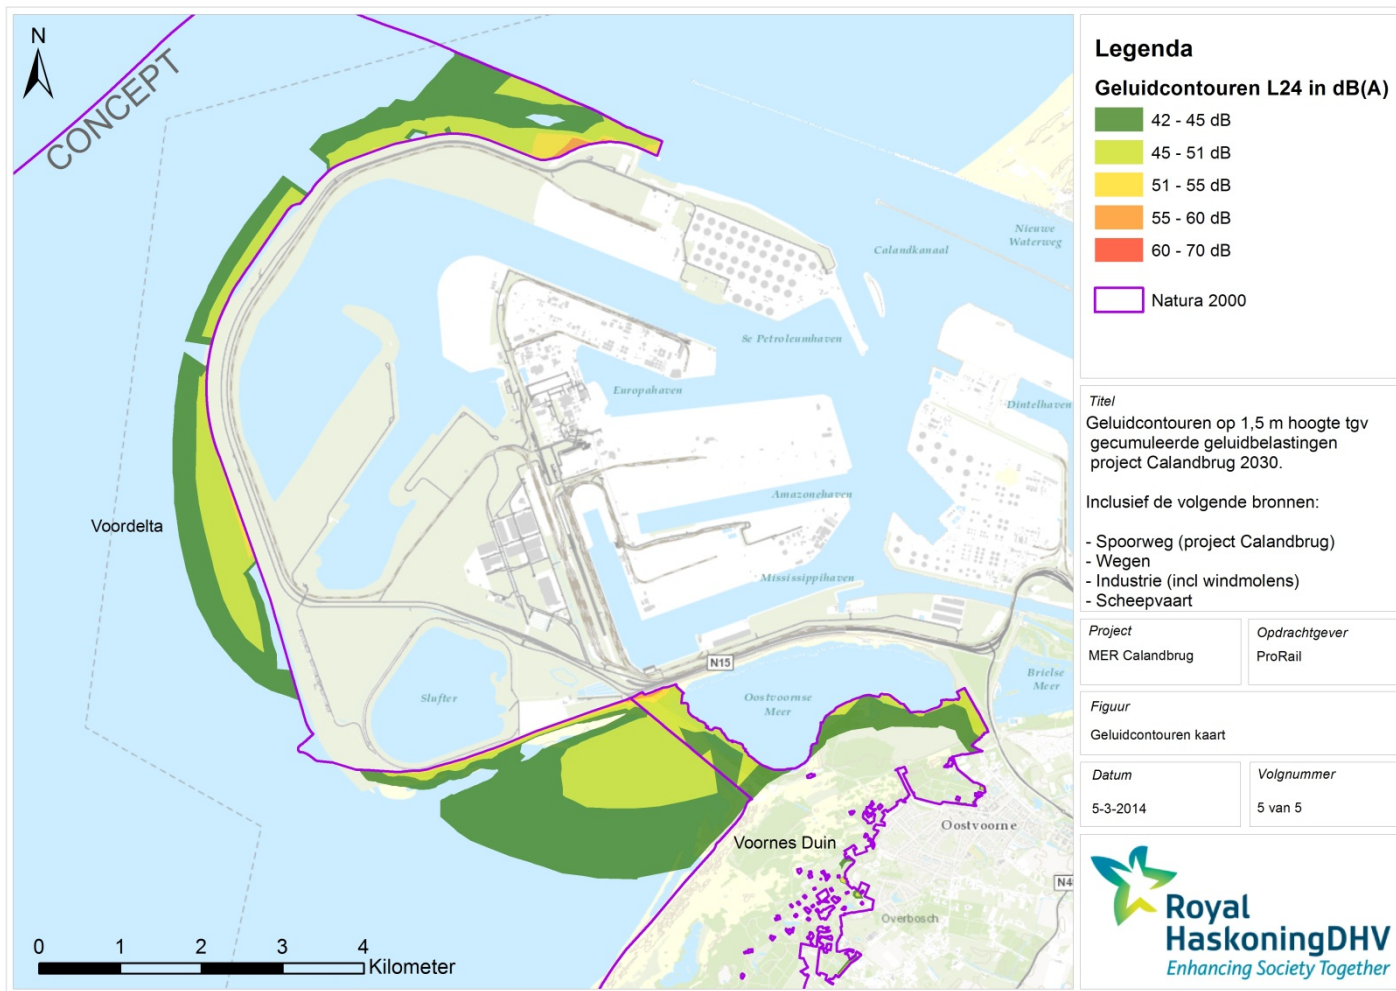 N
CONCEPT
Nieuwe
Waterweg
Calandkanaal
8e Petroleumhaven
Europahaven
Dintelhaven
Amazonehaven
Voordelta
Mississippihaven
N15
Slufter
Oostvoornse
Meer
Brielse
Meer
Oostvoorne
Voornes Duin
Overbosch
0 1 2 3 4
Kilometer
Legenda
Geluidcontouren L24 in dB(A)
42 - 45 dB
45 - 51 dB
51 - 55 dB
55 - 60 dB
60 - 70 dB
Natura 2000
Titel
Geluidcontouren op 1,5 m hoogte tgv
gecumuleerde geluidbelastingen
project Calandbrug 2030.
Inclusief de volgende bronnen:
- Spoorweg (project Calandbrug)
- Wegen
- Industrie (incl windmolens)
- Scheepvaart
Project
MER Calandbrug
Opdrachtgever
ProRail
Figuur
Geluidcontouren kaart
Datum
5-3-2014
Volgnummer
5 van 5
Royal
HaskoningDHV
Enhancing Society Together